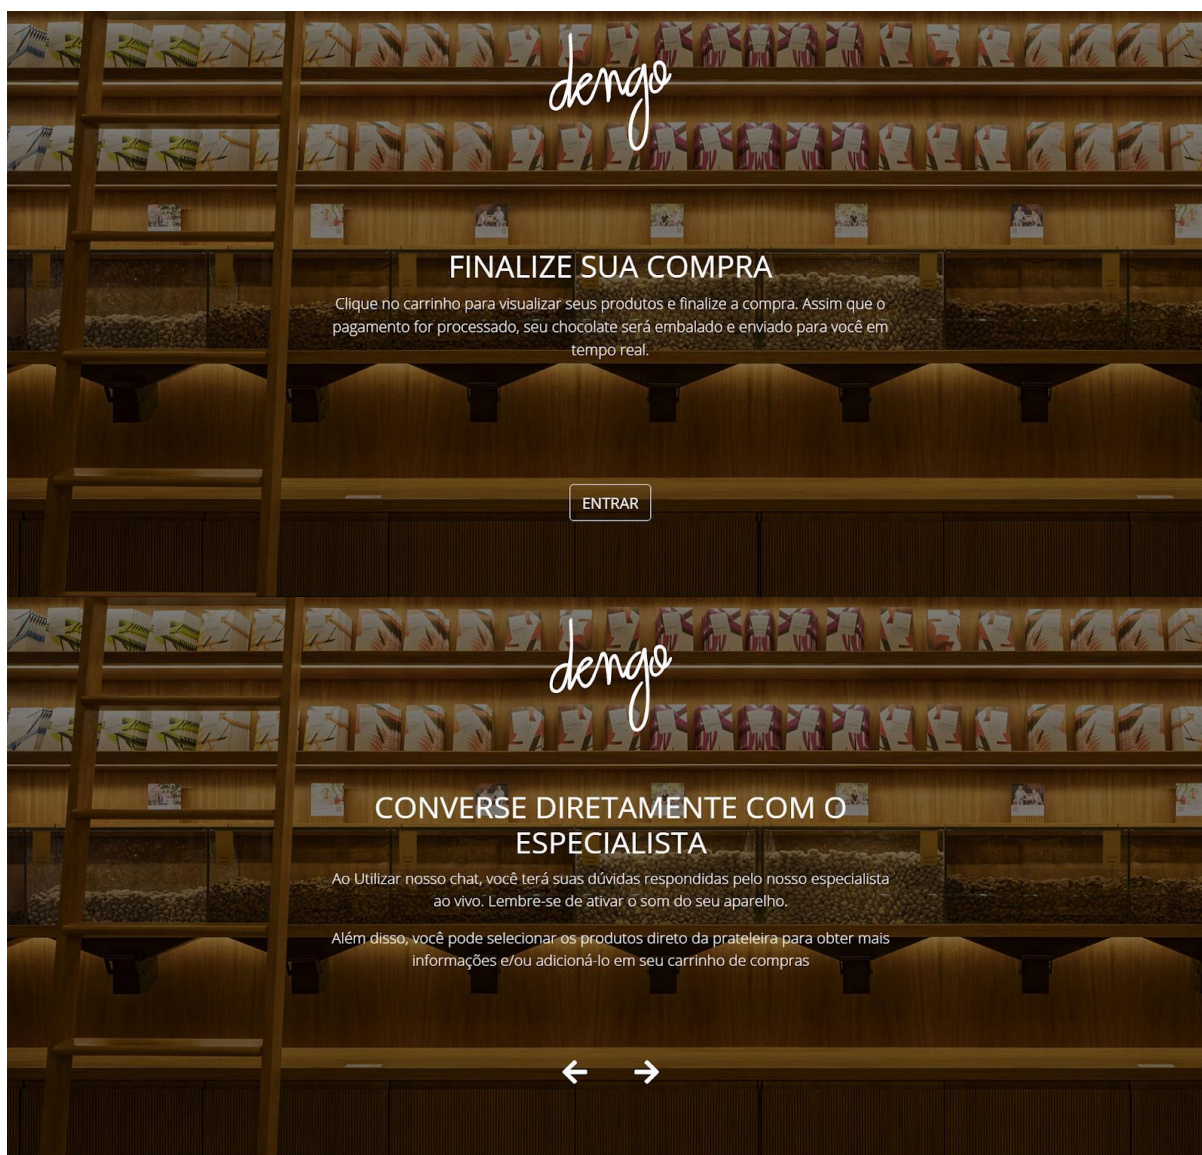 dengo
FINALIZE SUA COMPRA
Clique no carrinho para visualizar seus produtos e finalize a compra. Assim que o
pagamento for processado, seu chocolate será embalado e enviado para você em
tempo real.
ENTRAR
dengo
CONVERSE DIRETAMENTE COM O
ESPECIALISTA
Ao Utilizar nosso chat, você terá suas dúvidas respondidas pelo nosso especialista
ao vivo. Lembre-se de ativar o som do seu aparelho.
Além disso, você pode selecionar os produtos direto da prateleira para obter mais
informações e/ou adicioná-lo em seu carrinho de compras